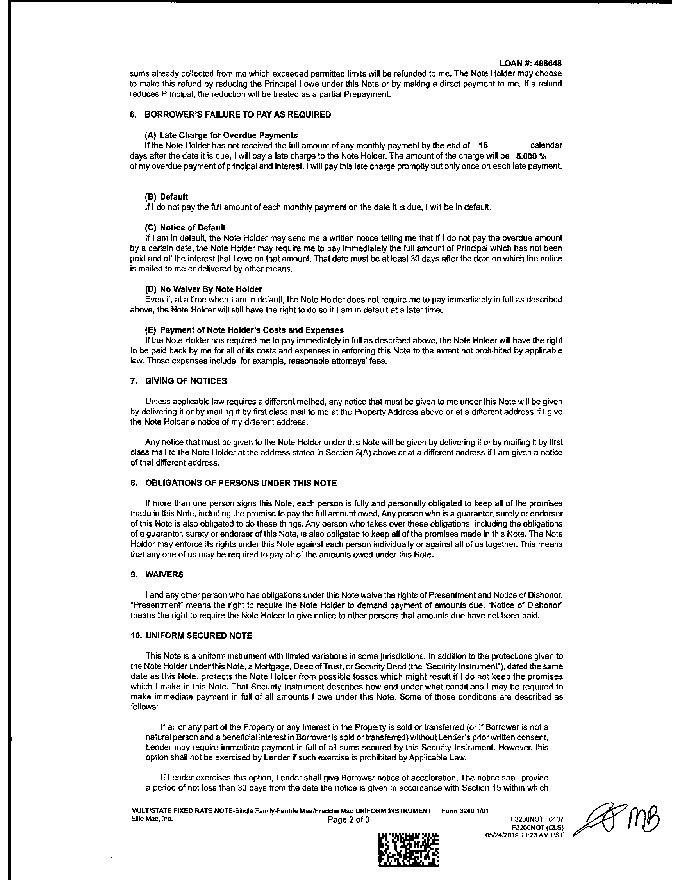 LOAN #: 488648
sums already collected from me which exceeded permitted limits will be refunded to me. The Note Holder may choose
to make this refund by reducing the Principal I owe under this Note or by making a direct payment to me. If a refund
reduces Principal, the reduction will be treated as a partial Prepayment.
6. BORROWER'S FAILURE TO PAY AS REQUIRED
(A) Late Charge for Overdue Payments
If the Note Holder has not received the full amount of any monthly payment by the end of 15 calendar
days after the date it is due, I will pay a late charge to the Note Holder. The amount of the charge will be 5.000 %
of my overdue payment of principal and interest. I will pay this late charge promptly but only once on each late payment.
(B) Default
If I do not pay the full amount of each monthly payment on the date it is due, I will be in default.
(C) Notice of Default
If I am in default, the Note Holder may send me a written notice telling me that if I do not pay the overdue amount
by a certain date, the Note Holder may require me to pay immediately the full amount of Principal which has not been
paid and all the interest that I owe on that amount. That date must be at least 30 days after the date on which the notice
is mailed to me or delivered by other means.
(D) No Waiver By Note Holder
Even if, at a time when I am in default, the Note Holder does not require me to pay immediately in full as described
above, the Note Holder will still have the right to do so if I am in default at a later time.
(E) Payment of Note Holder's Costs and Expenses
If the Note Holder has required me to pay immediately in full as described above, the Note Holder will have the right
to be paid back by me for all of its costs and expenses in enforcing this Note to the extent not prohibited by applicable
law. Those expenses include, for example, reasonable attorneys' fees.
7. GIVING OF NOTICES
Unless applicable law requires a different method, any notice that must be given to me under this Note will be given
by delivering it or by mailing it by first class mail to me at the Property Address above or at a different address if I give
the Note Holder a notice of my different address.
Any notice that must be given to the Note Holder under this Note will be given by delivering it or by mailing it by first
class mail to the Note Holder at the address stated in Section 3(A) above or at a different address if I am given a notice
of that different address.
8. OBLIGATIONS OF PERSONS UNDER THIS NOTE
If more than one person signs this Note, each person is fully and personally obligated to keep all of the promises
made in this Note, including the promise to pay the full amount owed. Any person who is a guarantor, surety or endorser
of this Note is also obligated to do these things. Any person who takes over these obligations, including the obligations
of a guarantor, surety or endorser of this Note, is also obligated to keep all of the promises made in this Note. The Note
Holder may enforce its rights under this Note against each person individually or against all of us together. This means
that any one of us may be required to pay all of the amounts owed under this Note.
9. WAIVERS
I and any other person who has obligations under this Note waive the rights of Presentment and Notice of Dishonor.
"Presentment" means the right to require the Note Holder to demand payment of amounts due. "Notice of Dishonor"
means the right to require the Note Holder to give notice to other persons that amounts due have not been paid.
10. UNIFORM SECURED NOTE
This Note is a uniform instrument with limited variations in some jurisdictions. In addition to the protections given to
the Note Holder under this Note, a Mortgage, Deed of Trust, or Security Deed (the "Security Instrument"), dated the same
date as this Note, protects the Note Holder from possible losses which might result if I do not keep the promises
which I make in this Note. That Security Instrument describes how and under what conditions I may be required to
make immediate payment in full of all amounts I owe under this Note. Some of those conditions are described as
follows:
If all or any part of the Property or any Interest in the Property is sold or transferred (or if Borrower is not a
natural person and a beneficial interest in Borrower is sold or transferred) without Lender's prior written consent,
Lender may require immediate payment in full of all sums secured by this Security Instrument. However, this
option shall not be exercised by Lender if such exercise is prohibited by Applicable Law.
If Lender exercises this option, Lender shall give Borrower notice of acceleration. The notice shall provide
a period of not less than 30 days from the date the notice is given in accordance with Section 15 within which
MULTISTATE FIXED RATE NOTE-Single Family-Fannie Mae/Freddie Mac UNIFORM INSTRUMENT Form 3200 1/01
Ellie Mae, Inc. Page 2 of 3
F3200NOT
F3200NOT (CLS)
MB